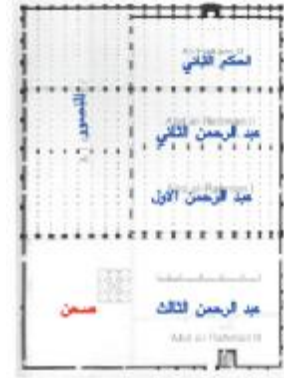 الحكم الثاني
المنصور
عبد الرحمن الثاني
عبد الرحمن الأول
عبد الرحمن الثالث
صحن